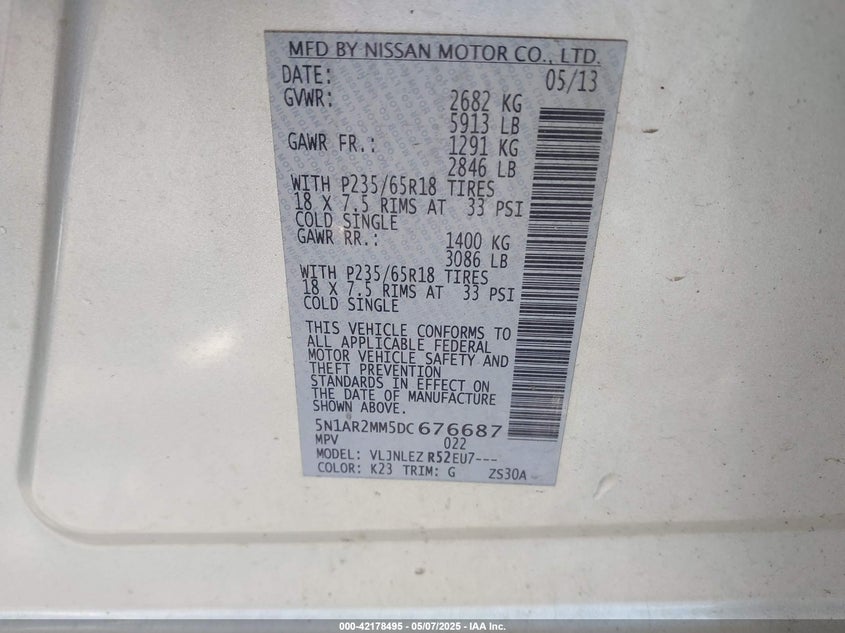 MFD BY NISSAN MOTOR CO., LTD.
DATE: 05/13
GVWR: 2682 KG
5913 LB
GAWR FR.: 1291 KG
2846 LB
WITH P235/65R18 TIRES
18 X 7.5 RIMS AT 33 PSI
COLD SINGLE
GAWR RR.: 1400 KG
3086 LB
WITH P235/65R18 TIRES
18 X 7.5 RIMS AT 33 PSI
COLD SINGLE
THIS VEHICLE CONFORMS TO
ALL APPLICABLE FEDERAL
MOTOR VEHICLE SAFETY AND
THEFT PREVENTION
STANDARDS IN EFFECT ON
THE DATE OF MANUFACTURE
SHOWN ABOVE.
5N1AR2MM5DC676687
MPV 022
MODEL: VLJNLEZ R52EU7---
COLOR: K23 TRIM: G ZS30A
000-42178495 - 05/07/2025 - IAA Inc.